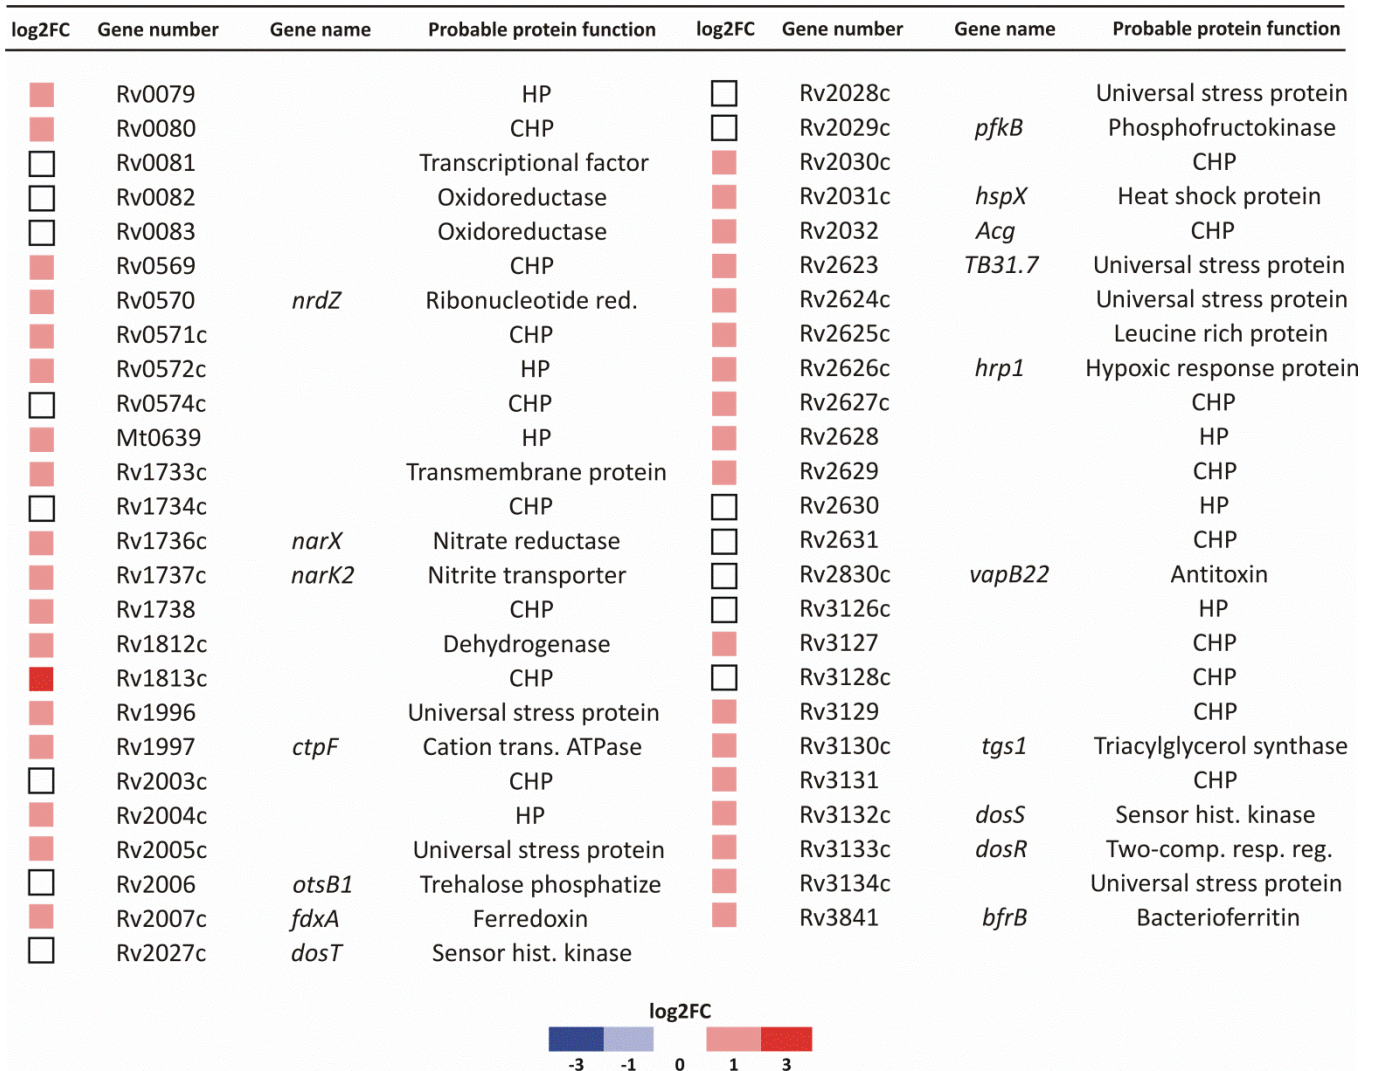 log2FC Gene number Gene name Probable protein function log2FC Gene number Gene name Probable protein function
Rv0079 HP Rv2028c Universal stress protein
Rv0080 CHP Rv2029c pfkB Phosphofructokinase
Rv0081 Transcriptional factor Rv2030c CHP
Rv0082 Oxidoreductase Rv2031c hspX Heat shock protein
Rv0083 Oxidoreductase Rv2032 Acg CHP
Rv0569 CHP Rv2623 TB31.7 Universal stress protein
Rv0570 nrdZ Ribonucleotide red. Rv2624c Universal stress protein
Rv0571c CHP Rv2625c Leucine rich protein
Rv0572c HP Rv2626c hrp1 Hypoxic response protein
Rv0574c CHP Rv2627c CHP
Mt0639 HP Rv2628 HP
Rv1733c Transmembrane protein Rv2629 CHP
Rv1734c CHP Rv2630 HP
Rv1736c narX Nitrate reductase Rv2631 CHP
Rv1737c narK2 Nitrite transporter Rv2830c vapB22 Antitoxin
Rv1738 CHP Rv3126c HP
Rv1812c Dehydrogenase Rv3127 CHP
Rv1813c CHP Rv3128c CHP
Rv1996 Universal stress protein Rv3129 CHP
Rv1997 ctpF Cation trans. ATPase Rv3130c tgs1 Triacylglycerol synthase
Rv2003c CHP Rv3131 CHP
Rv2004c HP Rv3132c dosS Sensor hist. kinase
Rv2005c Universal stress protein Rv3133c dosR Two-comp. resp. reg.
Rv2006 otsB1 Trehalose phosphatize Rv3134c Universal stress protein
Rv2007c fdxA Ferredoxin Rv3841 bfrB Bacterioferritin
Rv2027c dosT Sensor hist. kinase
log2FC
-3 -1 0 1 3